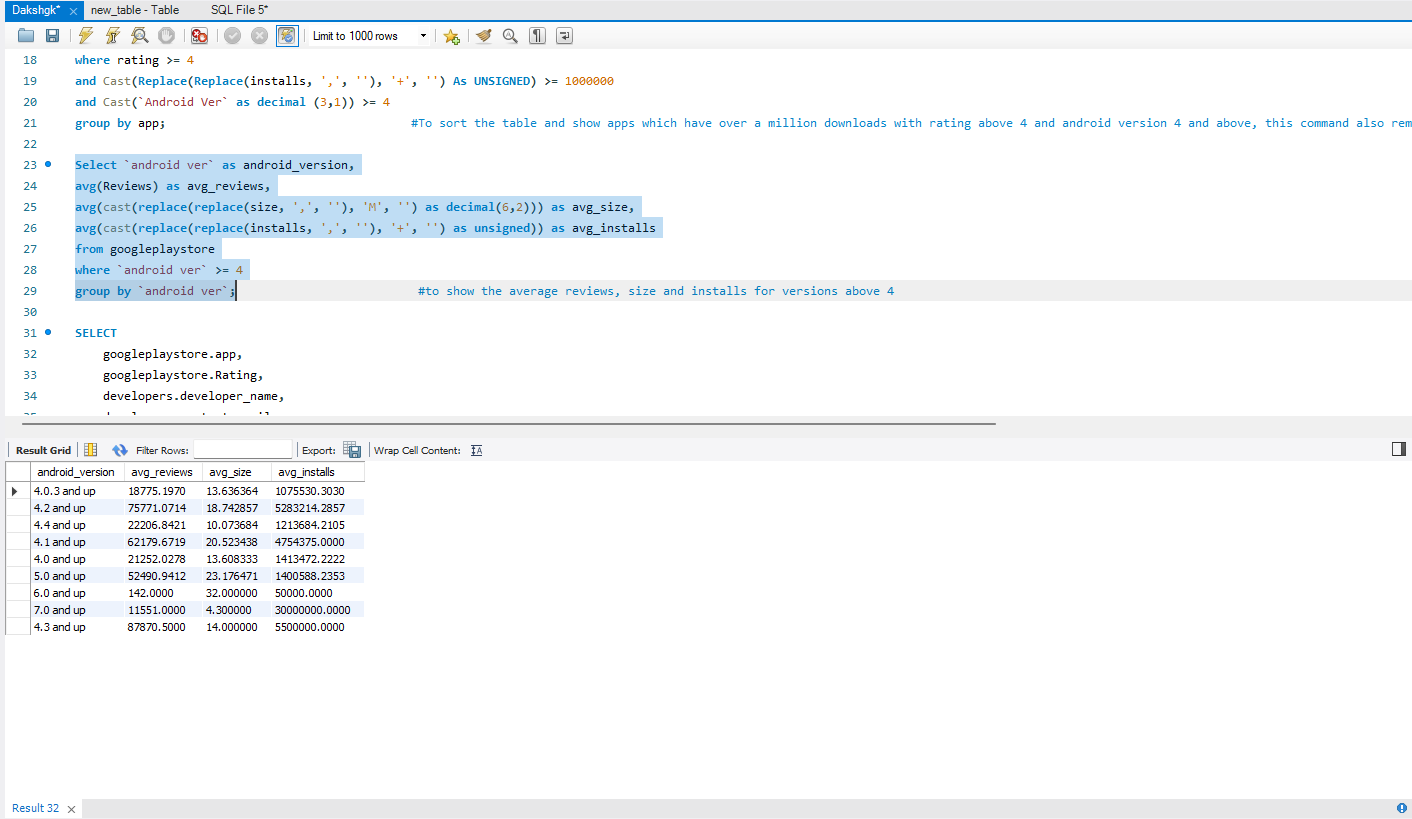 Dakshgk* new_table - Table SQL File 5*
Limit to 1000 rows
18 where rating >= 4
19 and Cast(Replace(Replace(installs, ',', ''), '+', '') As UNSIGNED) >= 1000000
20 and Cast(`Android Ver` as decimal (3,1)) >= 4
21 group by app; #To sort the table and show apps which have over a million downloads with rating above 4 and android version 4 and above, this command also rem
22
23 Select `android ver` as android_version,
24 avg(Reviews) as avg_reviews,
25 avg(cast(replace(replace(size, ',', ''), 'M', '') as decimal(6,2))) as avg_size,
26 avg(cast(replace(replace(installs, ',', ''), '+', '') as unsigned)) as avg_installs
27 from googleplaystore
28 where `android ver` >= 4
29 group by `android ver`; #to show the average reviews, size and installs for versions above 4
30
31 SELECT
32 googleplaystore.app,
33 googleplaystore.Rating,
34 developers.developer_name,
Result Grid Filter Rows: Export: Wrap Cell Content:
android_version avg_reviews avg_size avg_installs
4.0.3 and up 18775.1970 13.636364 1075530.3030
4.2 and up 75771.0714 18.742857 5283214.2857
4.4 and up 22206.8421 10.073684 1213684.2105
4.1 and up 62179.6719 20.523438 4754375.0000
4.0 and up 21252.0278 13.608333 1413472.2222
5.0 and up 52490.9412 23.176471 1400588.2353
6.0 and up 142.0000 32.000000 50000.0000
7.0 and up 11551.0000 4.300000 30000000.0000
4.3 and up 87870.5000 14.000000 5500000.0000
Result 32